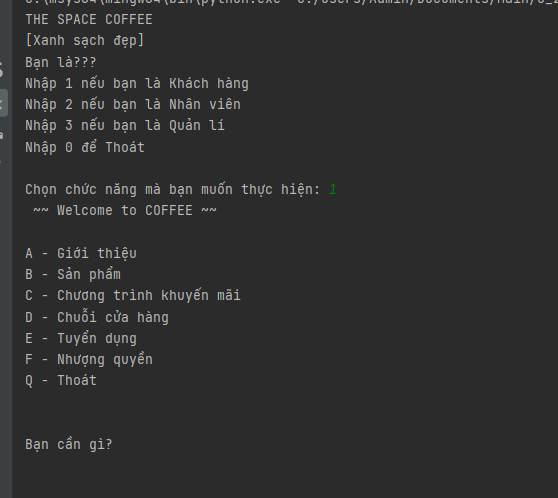 THE SPACE COFFEE
[Xanh sạch đẹp]
Bạn là???
Nhập 1 nếu bạn là Khách hàng
Nhập 2 nếu bạn là Nhân viên
Nhập 3 nếu bạn là Quản lí
Nhập 0 để Thoát
Chọn chức năng mà bạn muốn thực hiện: 1
~~ Welcome to COFFEE ~~
A - Giới thiệu
B - Sản phẩm
C - Chương trình khuyến mãi
D - Chuỗi cửa hàng
E - Tuyển dụng
F - Nhượng quyền
Q - Thoát
Bạn cần gì?